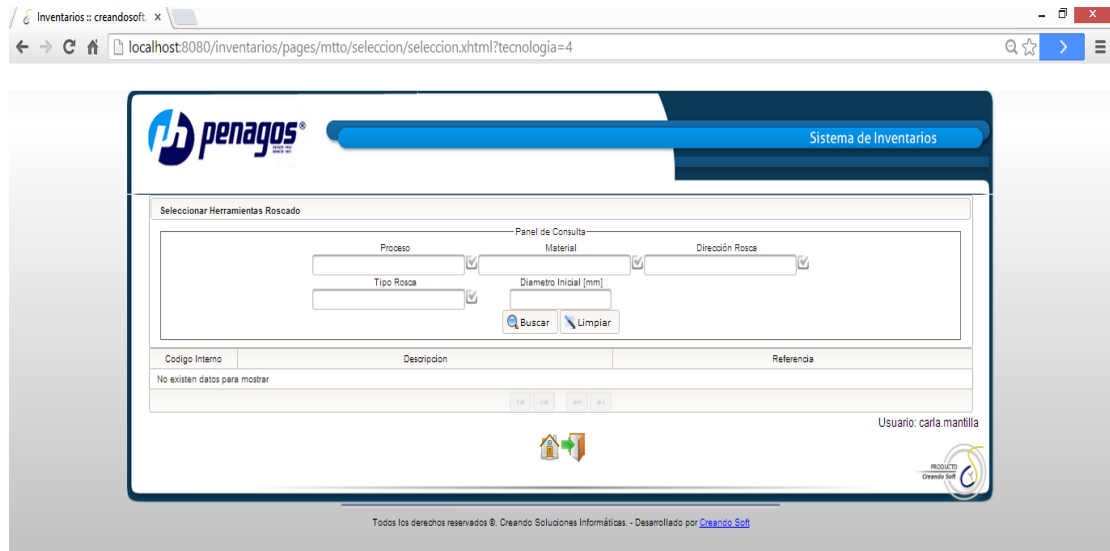 Inventarios :: creandosoft.
localhost:8080/inventarios/pages/mtto/seleccion/seleccion.xhtml?tecnologia=4
penagos®
Sistema de Inventarios
Seleccionar Herramientas Roscado
Panel de Consulta
Proceso Material Dirección Rosca
Tipo Rosca Diametro Inicial [mm]
Buscar Limpiar
Codigo Interno Descripcion Referencia
No existen datos para mostrar
Usuario: carla.mantilla
PRODUCTO
Creando Soft
Todos los derechos reservados ©. Creando Soluciones Informáticas. - Desarrollado por Creando Soft